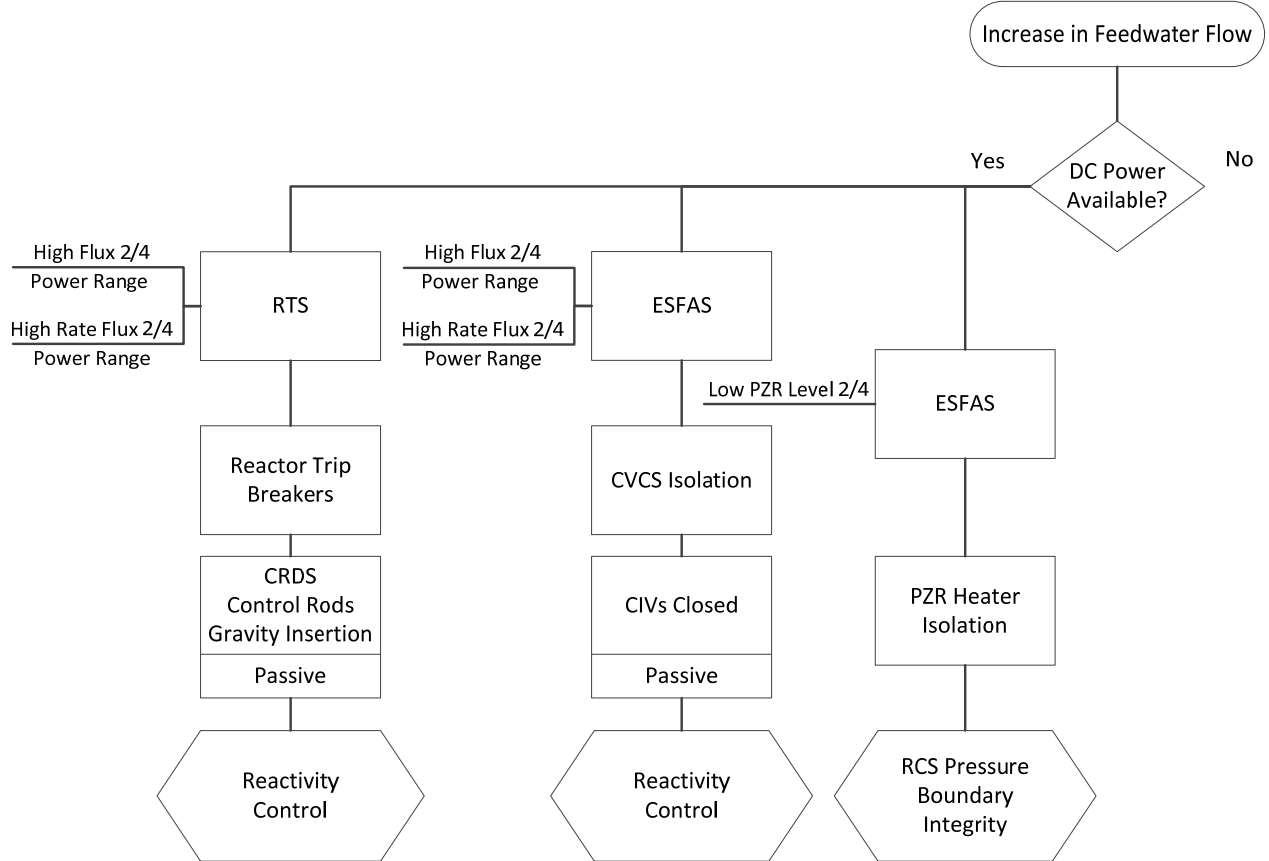 Increase in Feedwater Flow
DC Power
Available?
Yes
No
High Flux 2/4
Power Range
High Rate Flux 2/4
Power Range
RTS
Reactor Trip
Breakers
CRDS
Control Rods
Gravity Insertion
Passive
Reactivity
Control
High Flux 2/4
Power Range
High Rate Flux 2/4
Power Range
ESFAS
CVCS Isolation
CIVs Closed
Passive
Reactivity
Control
Low PZR Level 2/4
ESFAS
PZR Heater
Isolation
RCS Pressure
Boundary
Integrity